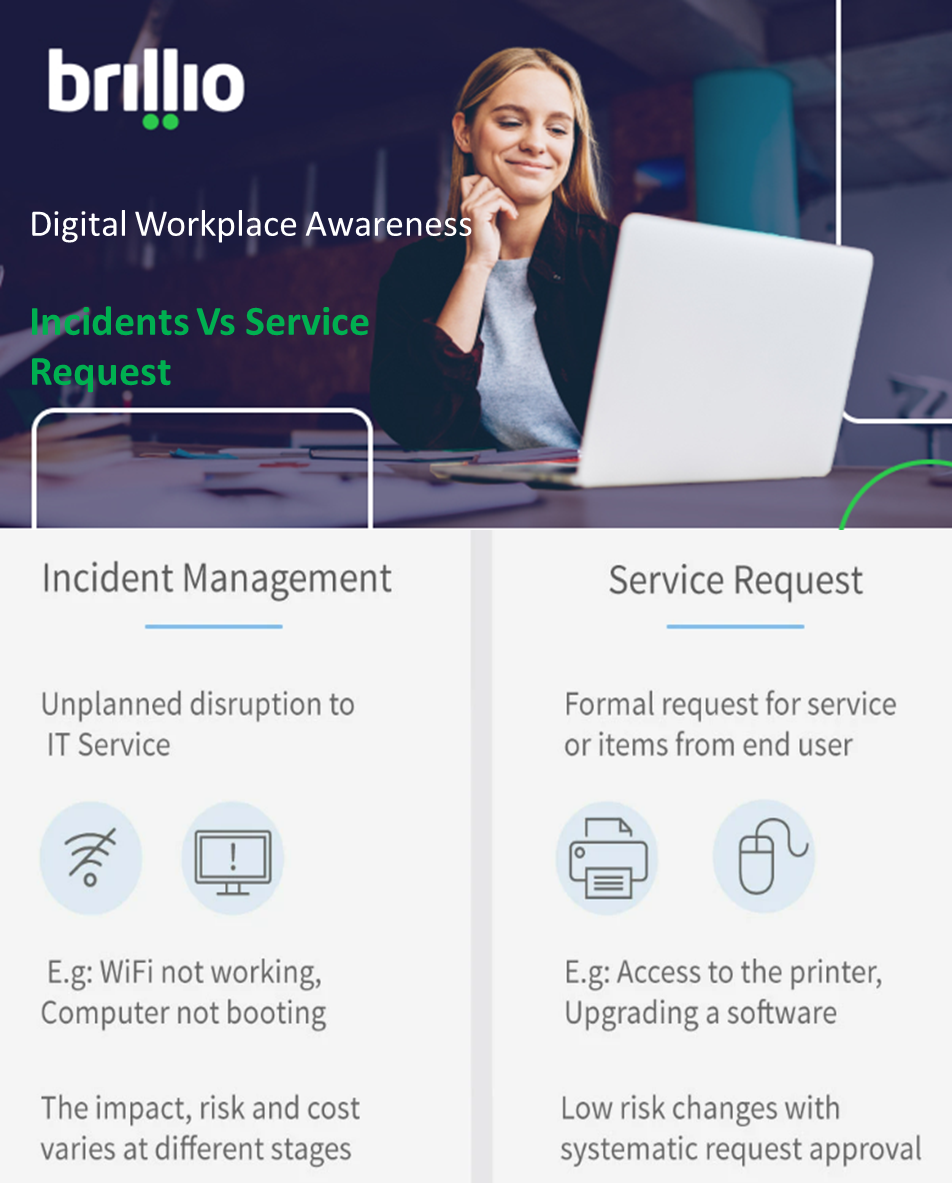 brillio
Digital Workplace Awareness
Incidents Vs Service
Request
Incident Management
Unplanned disruption to
IT Service
!
E.g: WiFi not working,
Computer not booting
The impact, risk and cost
varies at different stages
Service Request
Formal request for service
or items from end user
E.g: Access to the printer,
Upgrading a software
Low risk changes with
systematic request approval